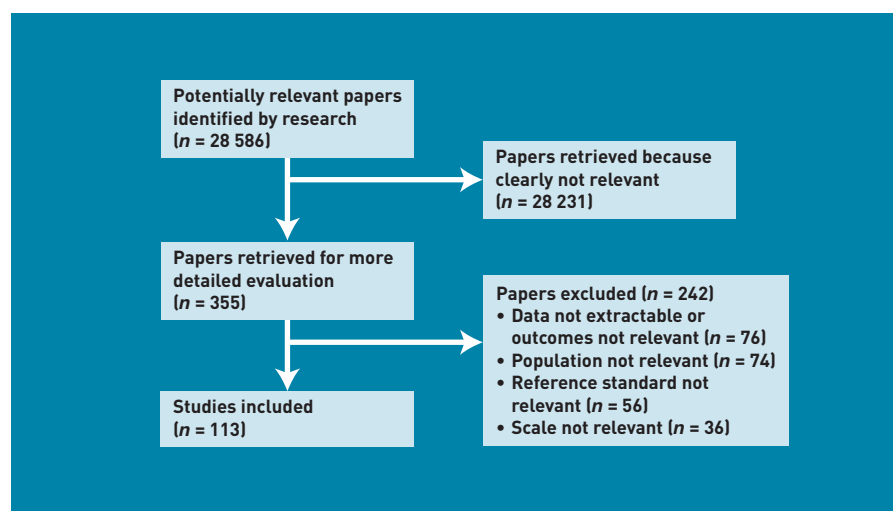 Potentially relevant papers
identified by research
(n = 28 586)
Papers retrieved because
clearly not relevant
(n = 28 231)
Papers retrieved for more
detailed evaluation
(n = 355)
Papers excluded (n = 242)
• Data not extractable or
outcomes not relevant (n = 76)
• Population not relevant (n = 74)
• Reference standard not
relevant (n = 56)
• Scale not relevant (n = 36)
Studies included
(n = 113)